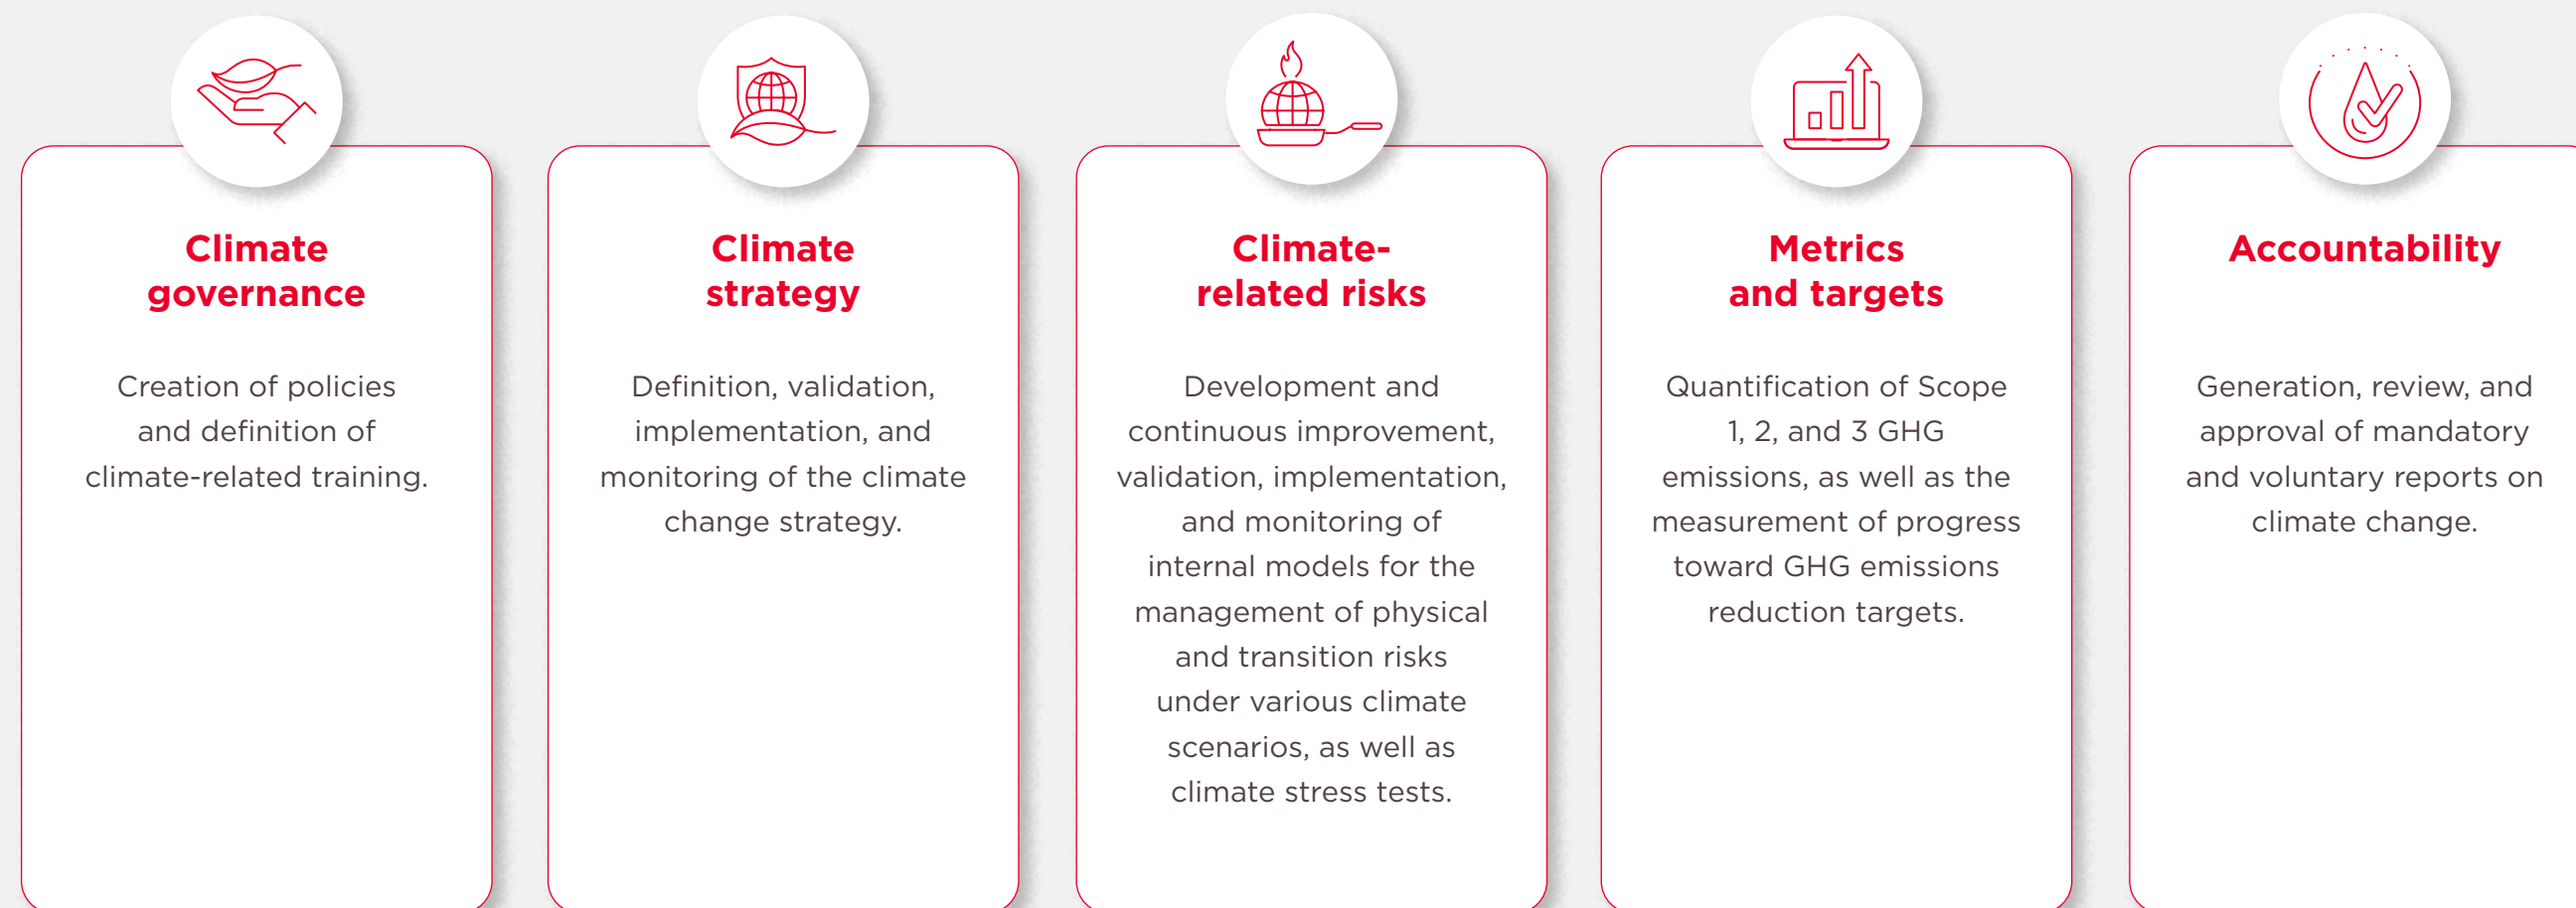 Climate
governance
Creation of policies
and definition of
climate-related training.
Climate
strategy
Definition, validation,
implementation, and
monitoring of the climate
change strategy.
Climate-
related risks
Development and
continuous improvement,
validation, implementation,
and monitoring of
internal models for the
management of physical
and transition risks
under various climate
scenarios, as well as
climate stress tests.
Metrics
and targets
Quantification of Scope
1, 2, and 3 GHG
emissions, as well as the
measurement of progress
toward GHG emissions
reduction targets.
Accountability
Generation, review, and
approval of mandatory
and voluntary reports on
climate change.